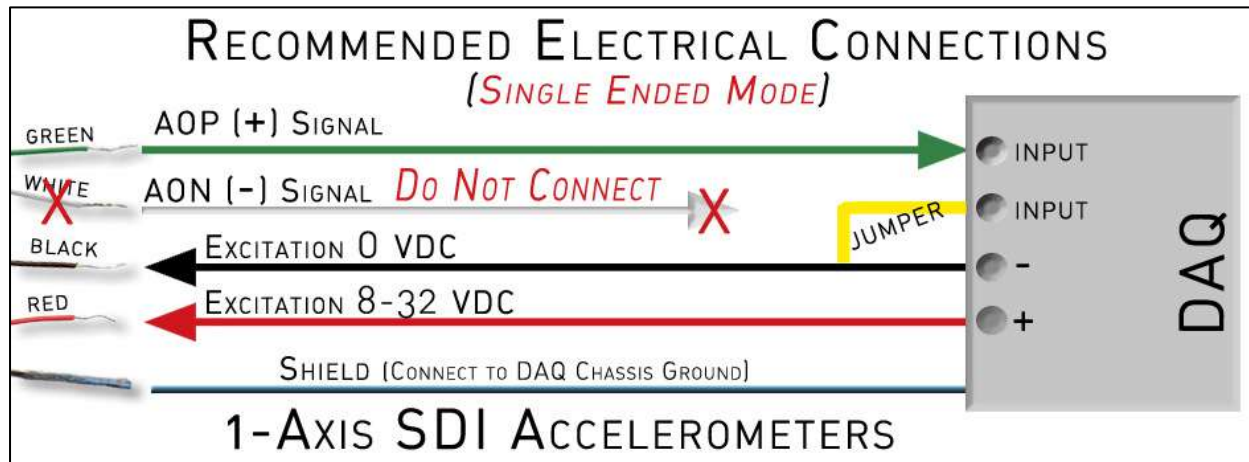 RECOMMENDED ELECTRICAL CONNECTIONS
(SINGLE ENDED MODE)
GREEN
AOP (+) SIGNAL
INPUT
WHITE
AON (-) SIGNAL DO NOT CONNECT
X
X
INPUT
JUMPER
BLACK
EXCITATION 0 VDC
-
RED
EXCITATION 8-32 VDC
+
DAQ
SHIELD (CONNECT TO DAQ CHASSIS GROUND)
1-AXIS SDI ACCELEROMETERS